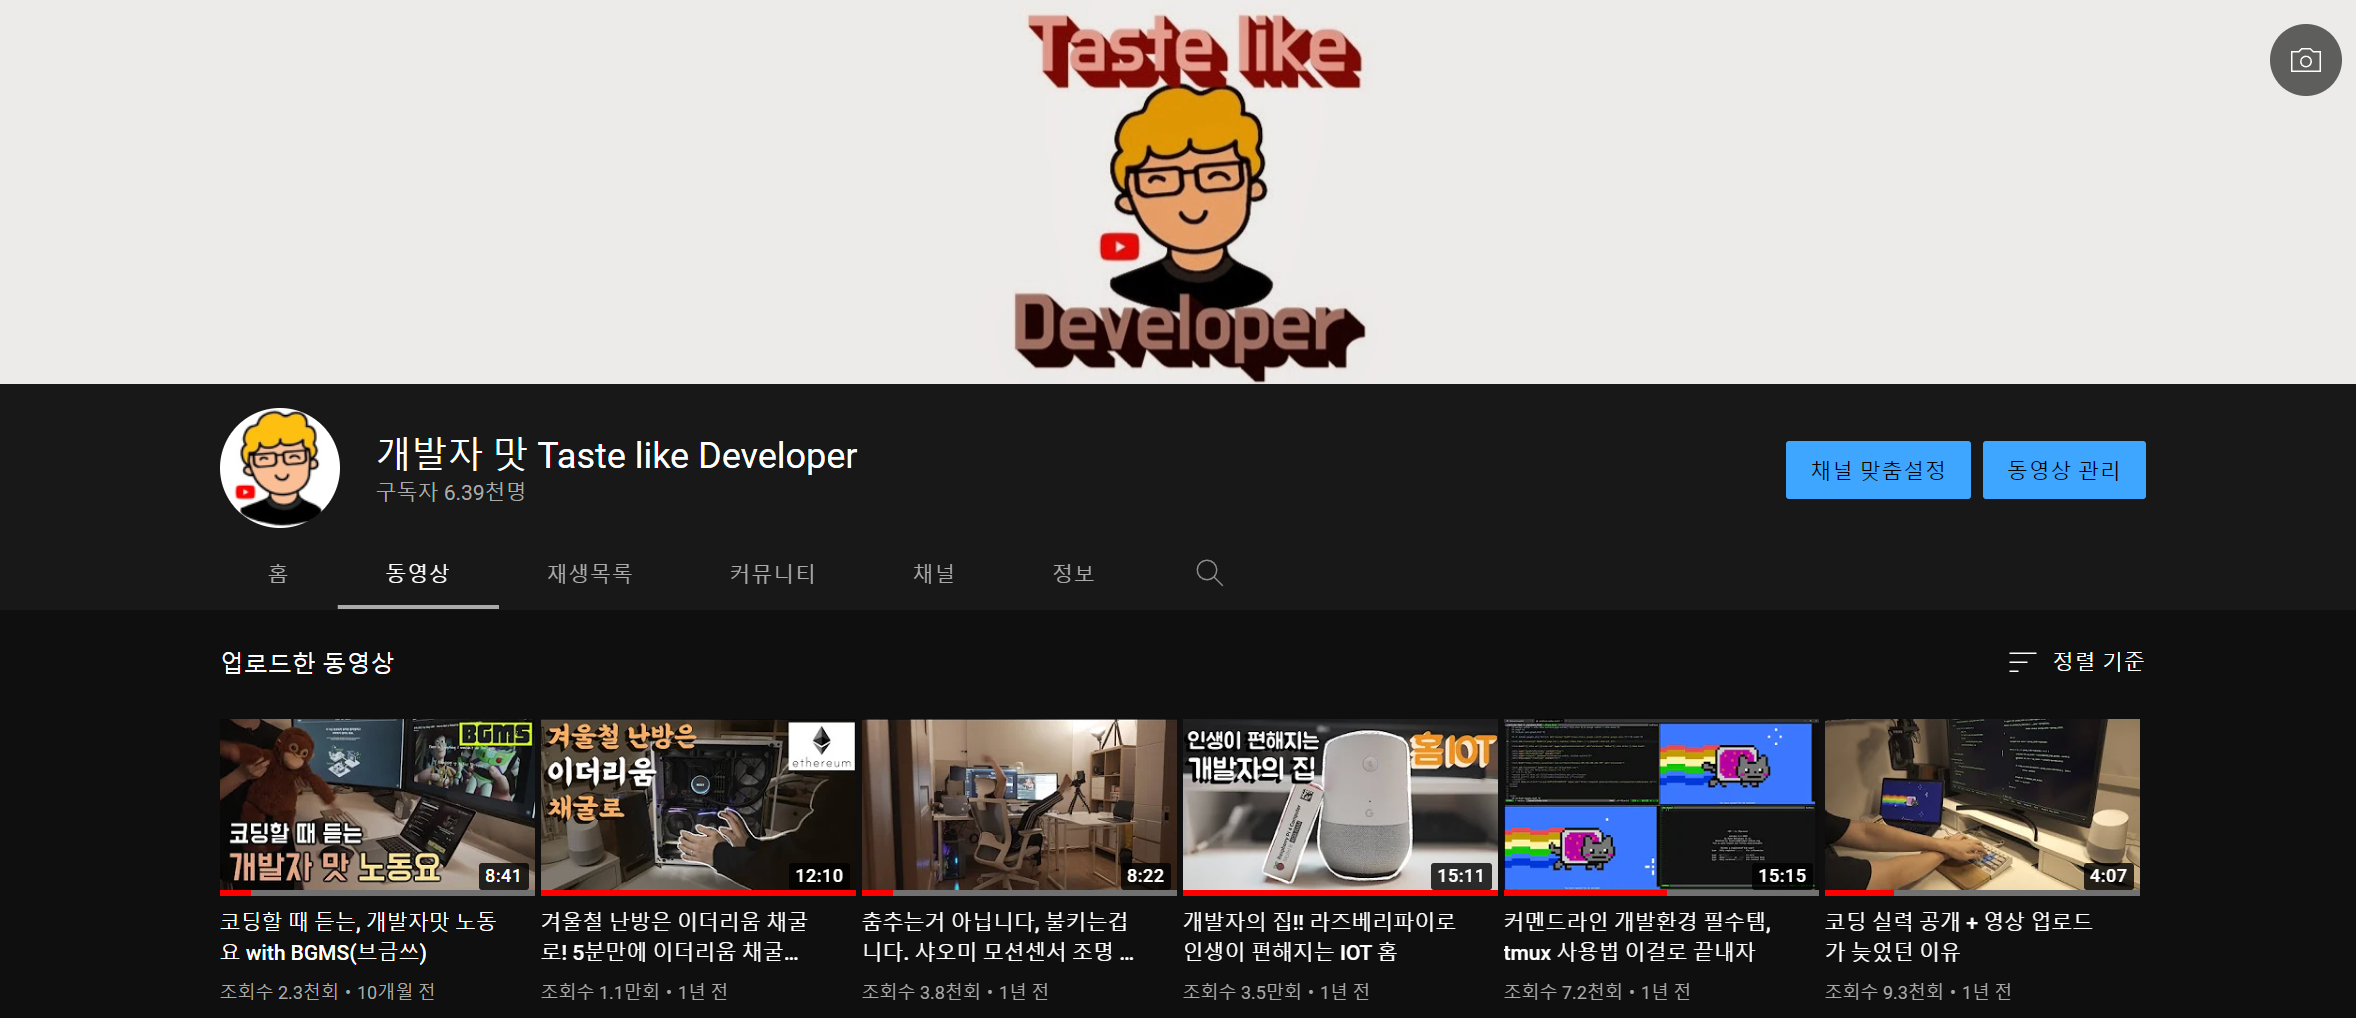 Taste like
Developer
개발자 맛 Taste like Developer
구독자 6.39천명
채널 맞춤설정
동영상 관리
홈
동영상
재생목록
커뮤니티
채널
정보
업로드한 동영상
정렬 기준
BGMS
코딩할 때 듣는
개발자 맛 노동요
8:41
코딩할 때 듣는, 개발자맛 노동
요 with BGMS(브금쓰)
조회수 2.3천회 • 10개월 전
겨울철 난방은
이더리움
채굴로
ethereum
12:10
겨울철 난방은 이더리움 채굴
로! 5분만에 이더리움 채굴...
조회수 1.1만회 • 1년 전
8:22
춤추는거 아닙니다, 불키는겁
니다. 샤오미 모션센서 조명 ...
조회수 3.8천회 • 1년 전
인생이 편해지는
개발자의 집
홈IOT
15:11
개발자의 집!! 라즈베리파이로
인생이 편해지는 IOT 홈
조회수 3.5만회 • 1년 전
15:15
커멘드라인 개발환경 필수템,
tmux 사용법 이걸로 끝내자
조회수 7.2천회 • 1년 전
4:07
코딩 실력 공개 + 영상 업로드
가 늦었던 이유
조회수 9.3천회 • 1년 전